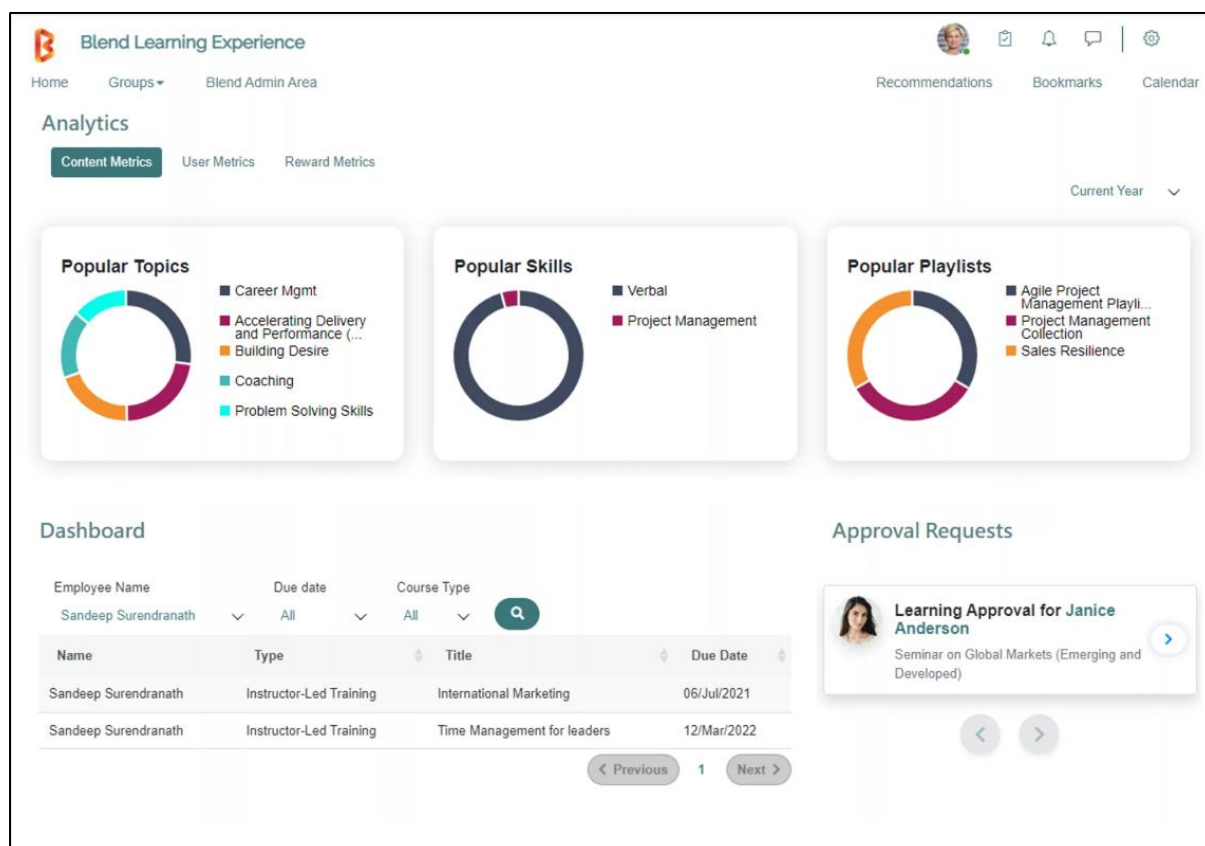 Blend Learning Experience
Home Groups Blend Admin Area Recommendations Bookmarks Calendar
Analytics
Content Metrics User Metrics Reward Metrics
Current Year
Popular Topics
Career Mgmt
Accelerating Delivery
and Performance (...
Building Desire
Coaching
Problem Solving Skills
Popular Skills
Verbal
Project Management
Popular Playlists
Agile Project
Management Playli...
Project Management
Collection
Sales Resilience
Dashboard
Employee Name Due date Course Type
Sandeep Surendranath All All
Name Type Title Due Date
Sandeep Surendranath Instructor-Led Training International Marketing 06/Jul/2021
Sandeep Surendranath Instructor-Led Training Time Management for leaders 12/Mar/2022
Previous 1 Next
Approval Requests
Learning Approval for Janice
Anderson
Seminar on Global Markets (Emerging and
Developed)